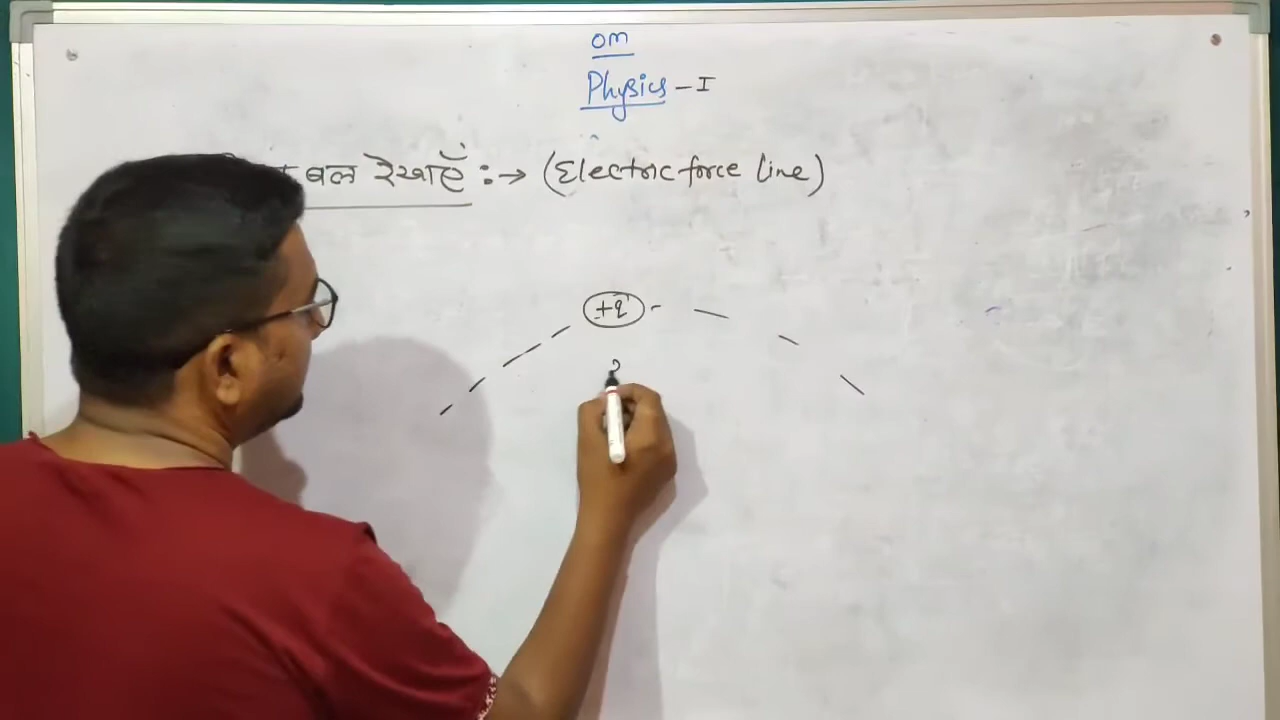 om
Physics - I
बल रेखाएँ :→ (Electric force line)
+q